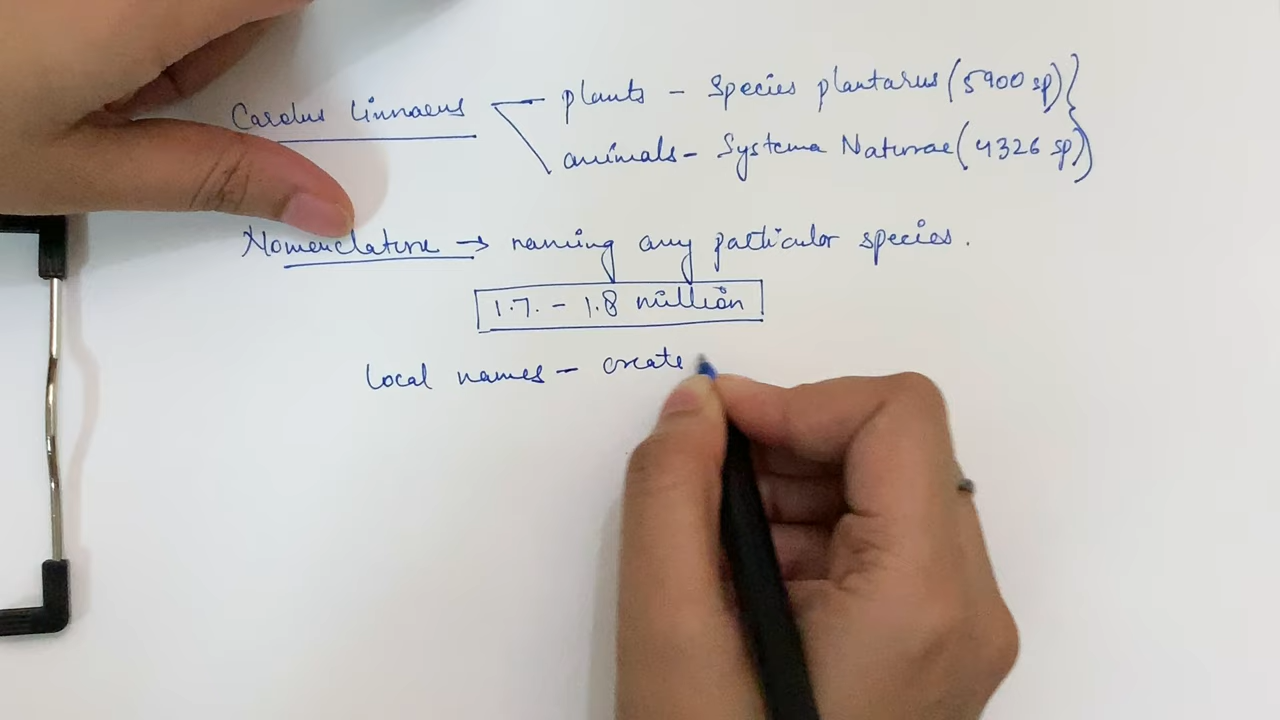 Carolus Linnaeus — plants - Species plantarus (5900 sp)
animals - Systema Naturae (4326 sp)
Nomenclature → naming any particular species.
1.7. - 1.8 million
local names - create